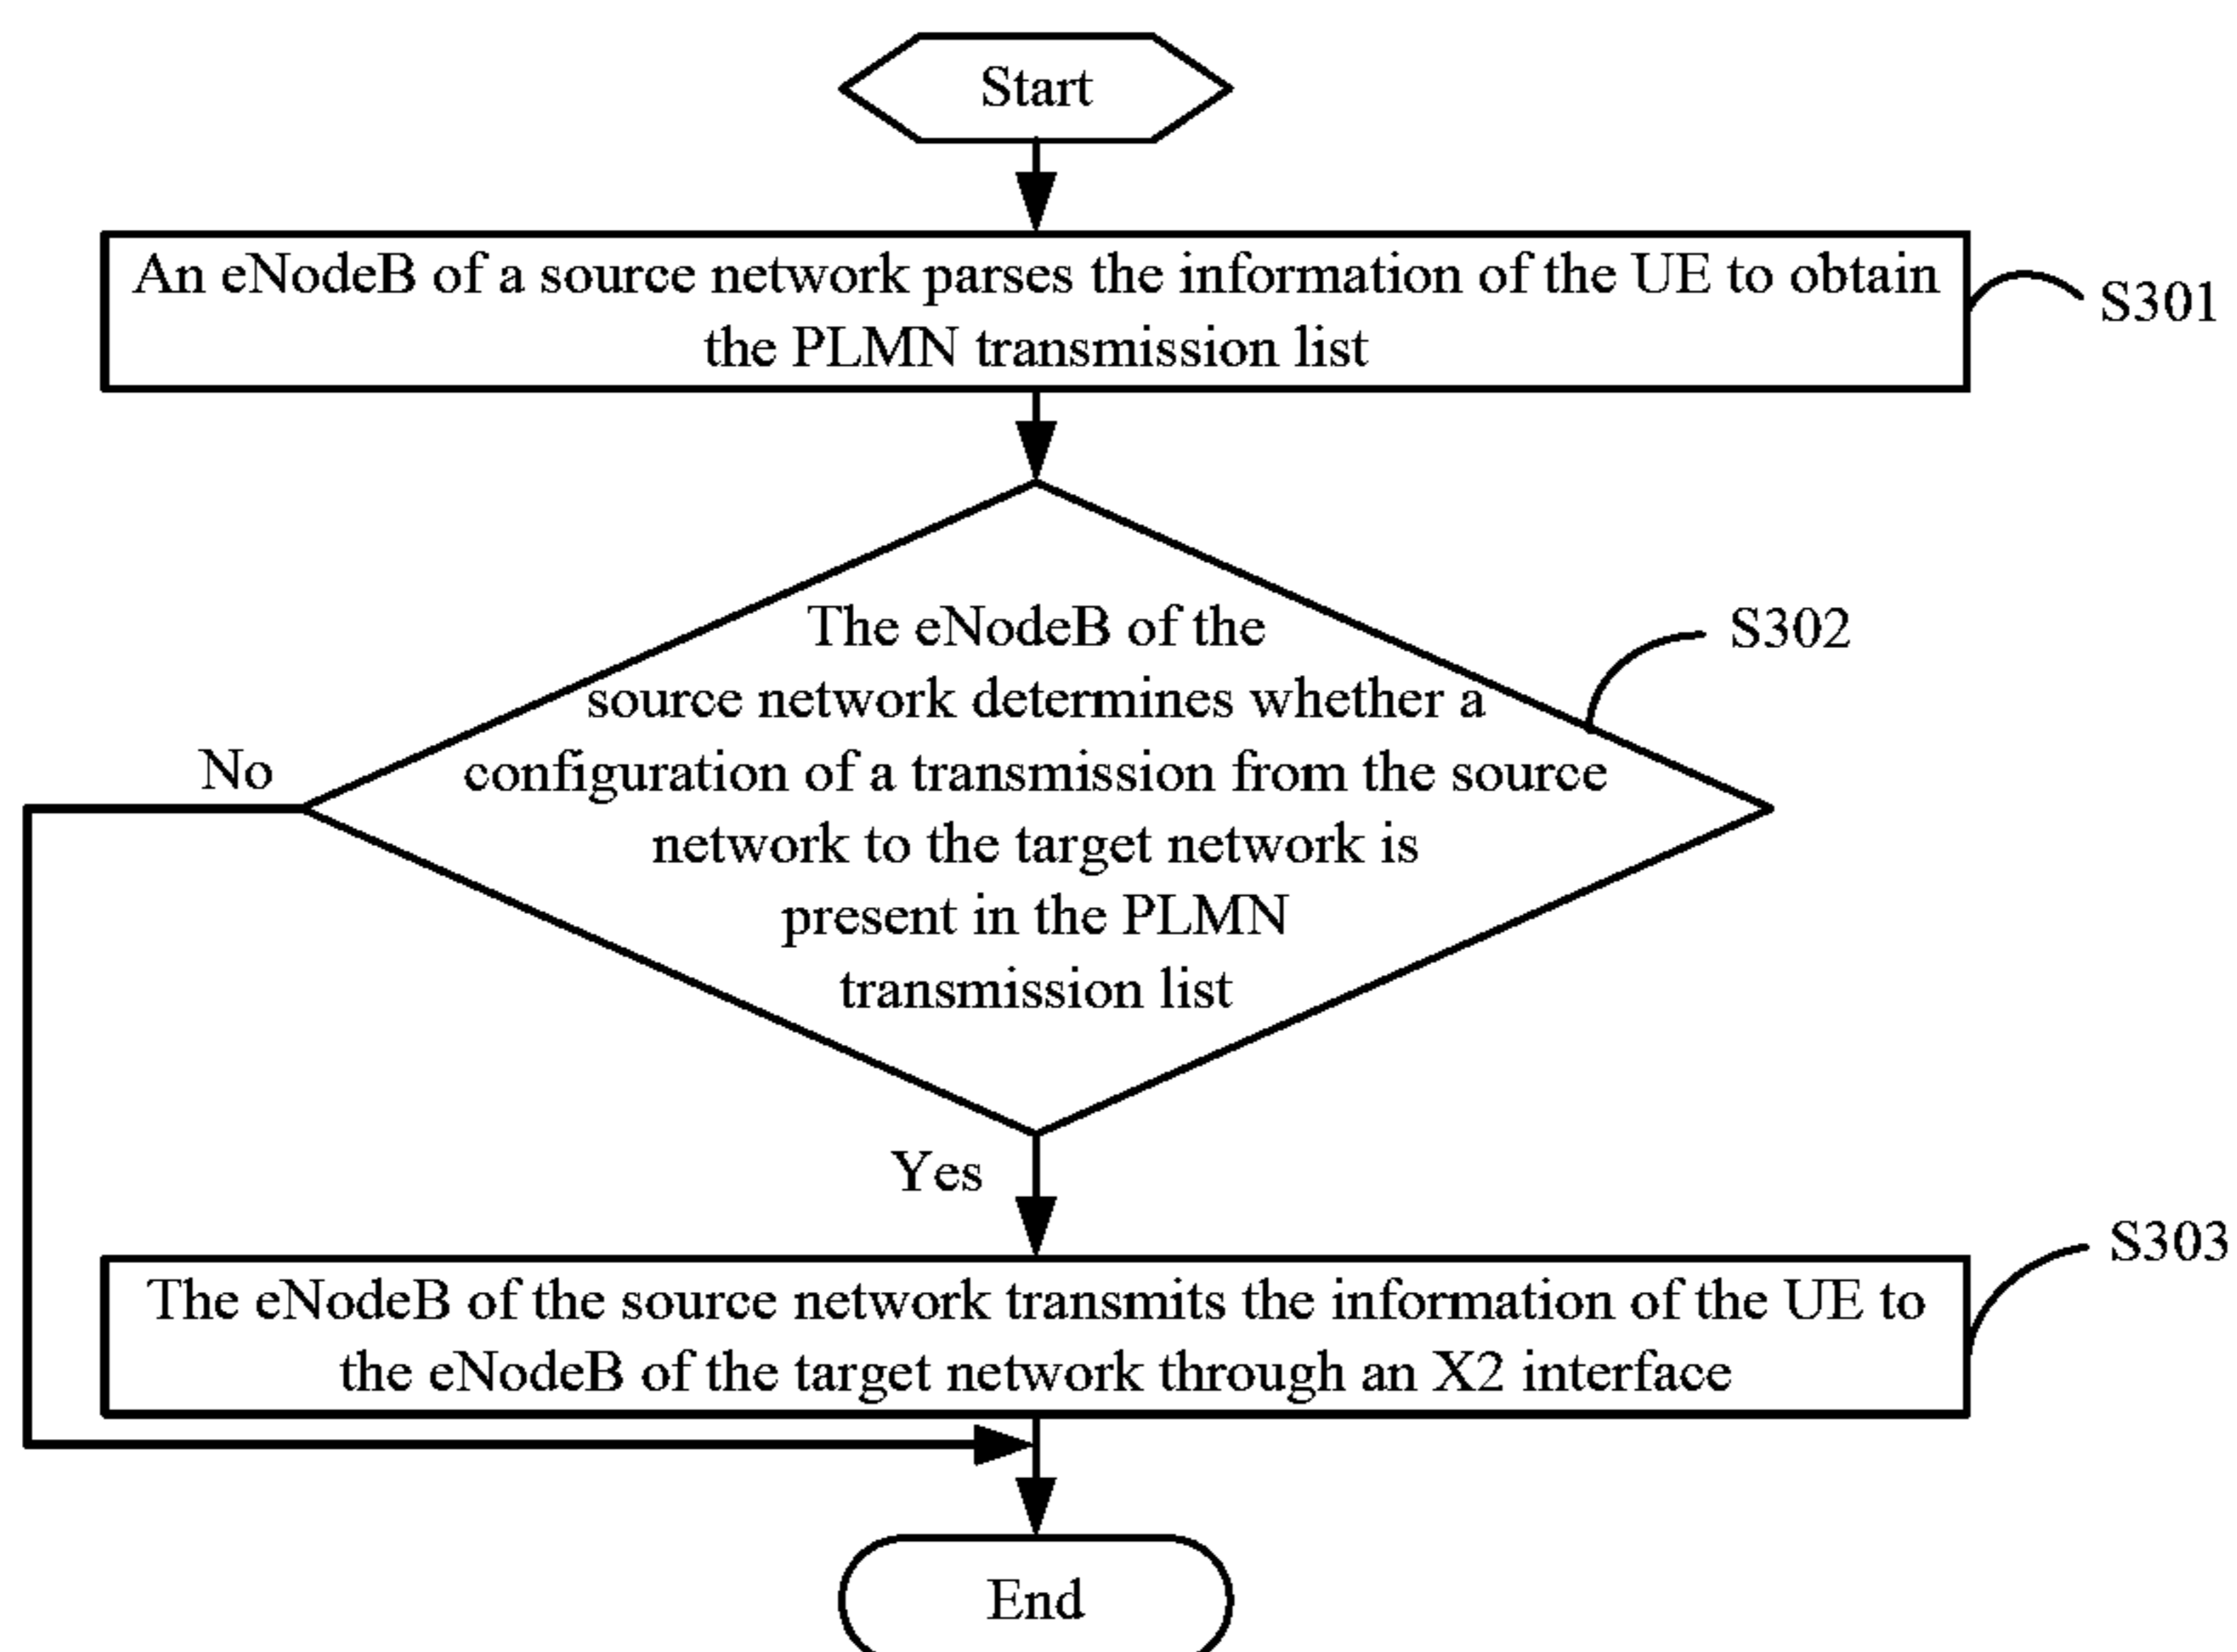 Start
An eNodeB of a source network parses the information of the UE to obtain
the PLMN transmission list
S301
The eNodeB of the
source network determines whether a
configuration of a transmission from the source
network to the target network is
present in the PLMN
transmission list
S302
No
Yes
The eNodeB of the source network transmits the information of the UE to
the eNodeB of the target network through an X2 interface
S303
End